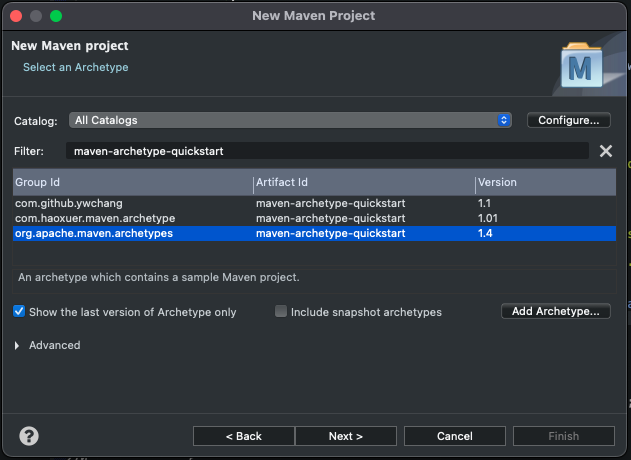 New Maven Project
New Maven project
Select an Archetype
M
Catalog: All Catalogs Configure...
Filter: maven-archetype-quickstart
Group Id Artifact Id Version
com.github.ywchang maven-archetype-quickstart 1.1
com.haoxuer.maven.archetype maven-archetype-quickstart 1.01
org.apache.maven.archetypes maven-archetype-quickstart 1.4
An archetype which contains a sample Maven project.
Show the last version of Archetype only Include snapshot archetypes Add Archetype...
Advanced
? < Back Next > Cancel Finish